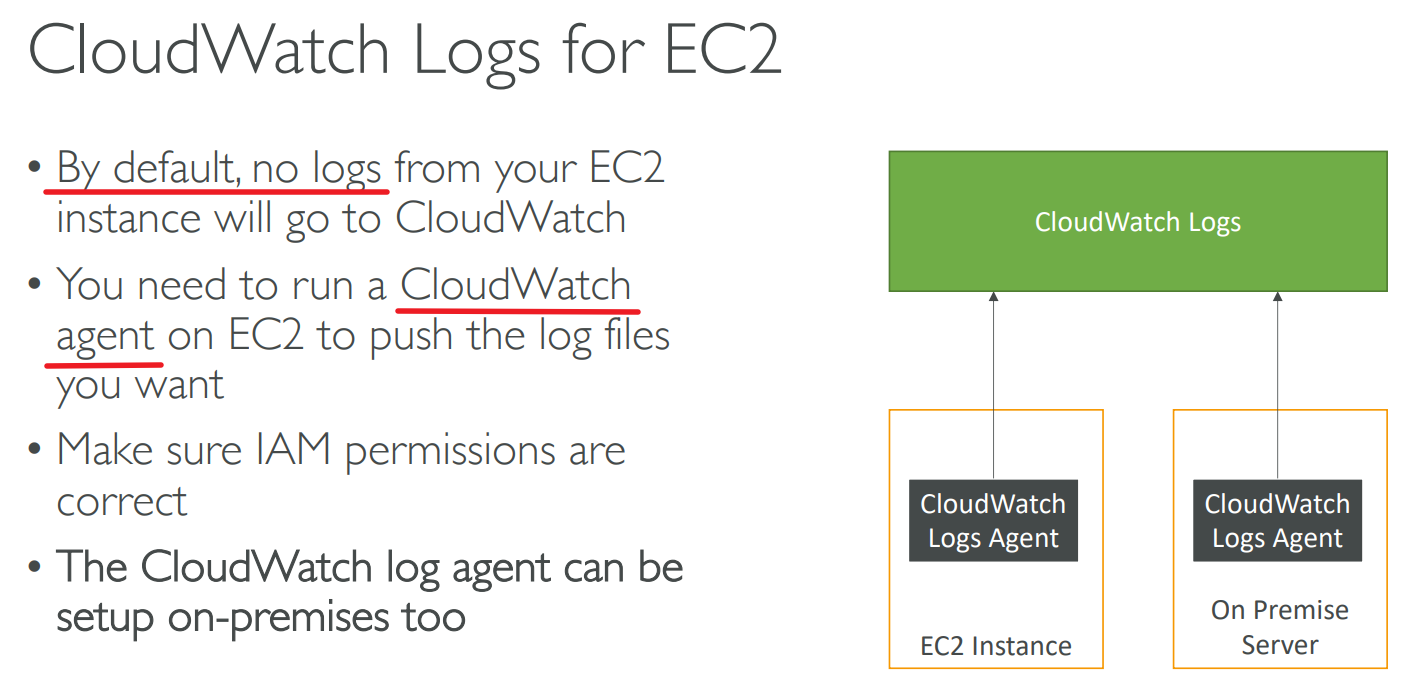 CloudWatch Logs for EC2
• By default, no logs from your EC2
instance will go to CloudWatch
• You need to run a CloudWatch
agent on EC2 to push the log files
you want
• Make sure IAM permissions are
correct
• The CloudWatch log agent can be
setup on-premises too
CloudWatch Logs
CloudWatch
Logs Agent
EC2 Instance
CloudWatch
Logs Agent
On Premise
Server